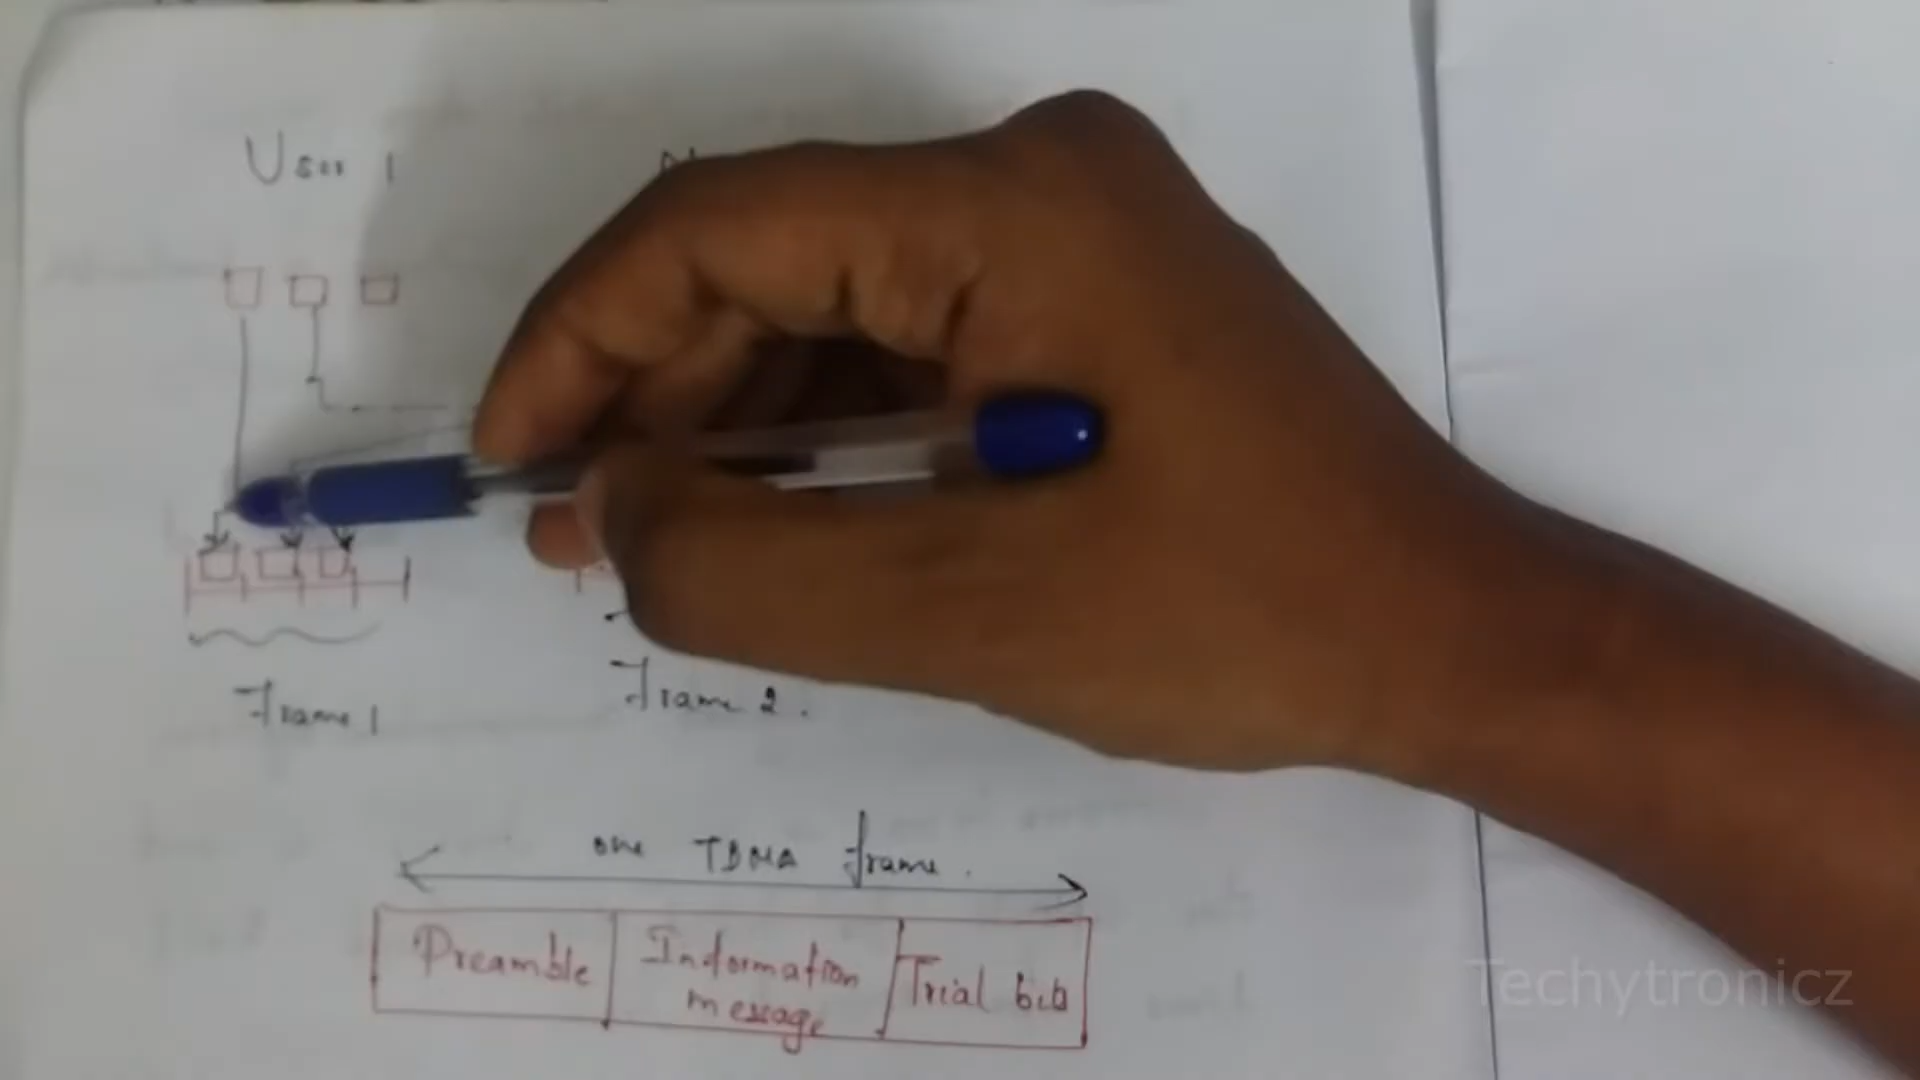 User 1
Frame 1
Frame 2.
one TDMA frame.
Preamble
Information
message
Trial bits
Techytronicz